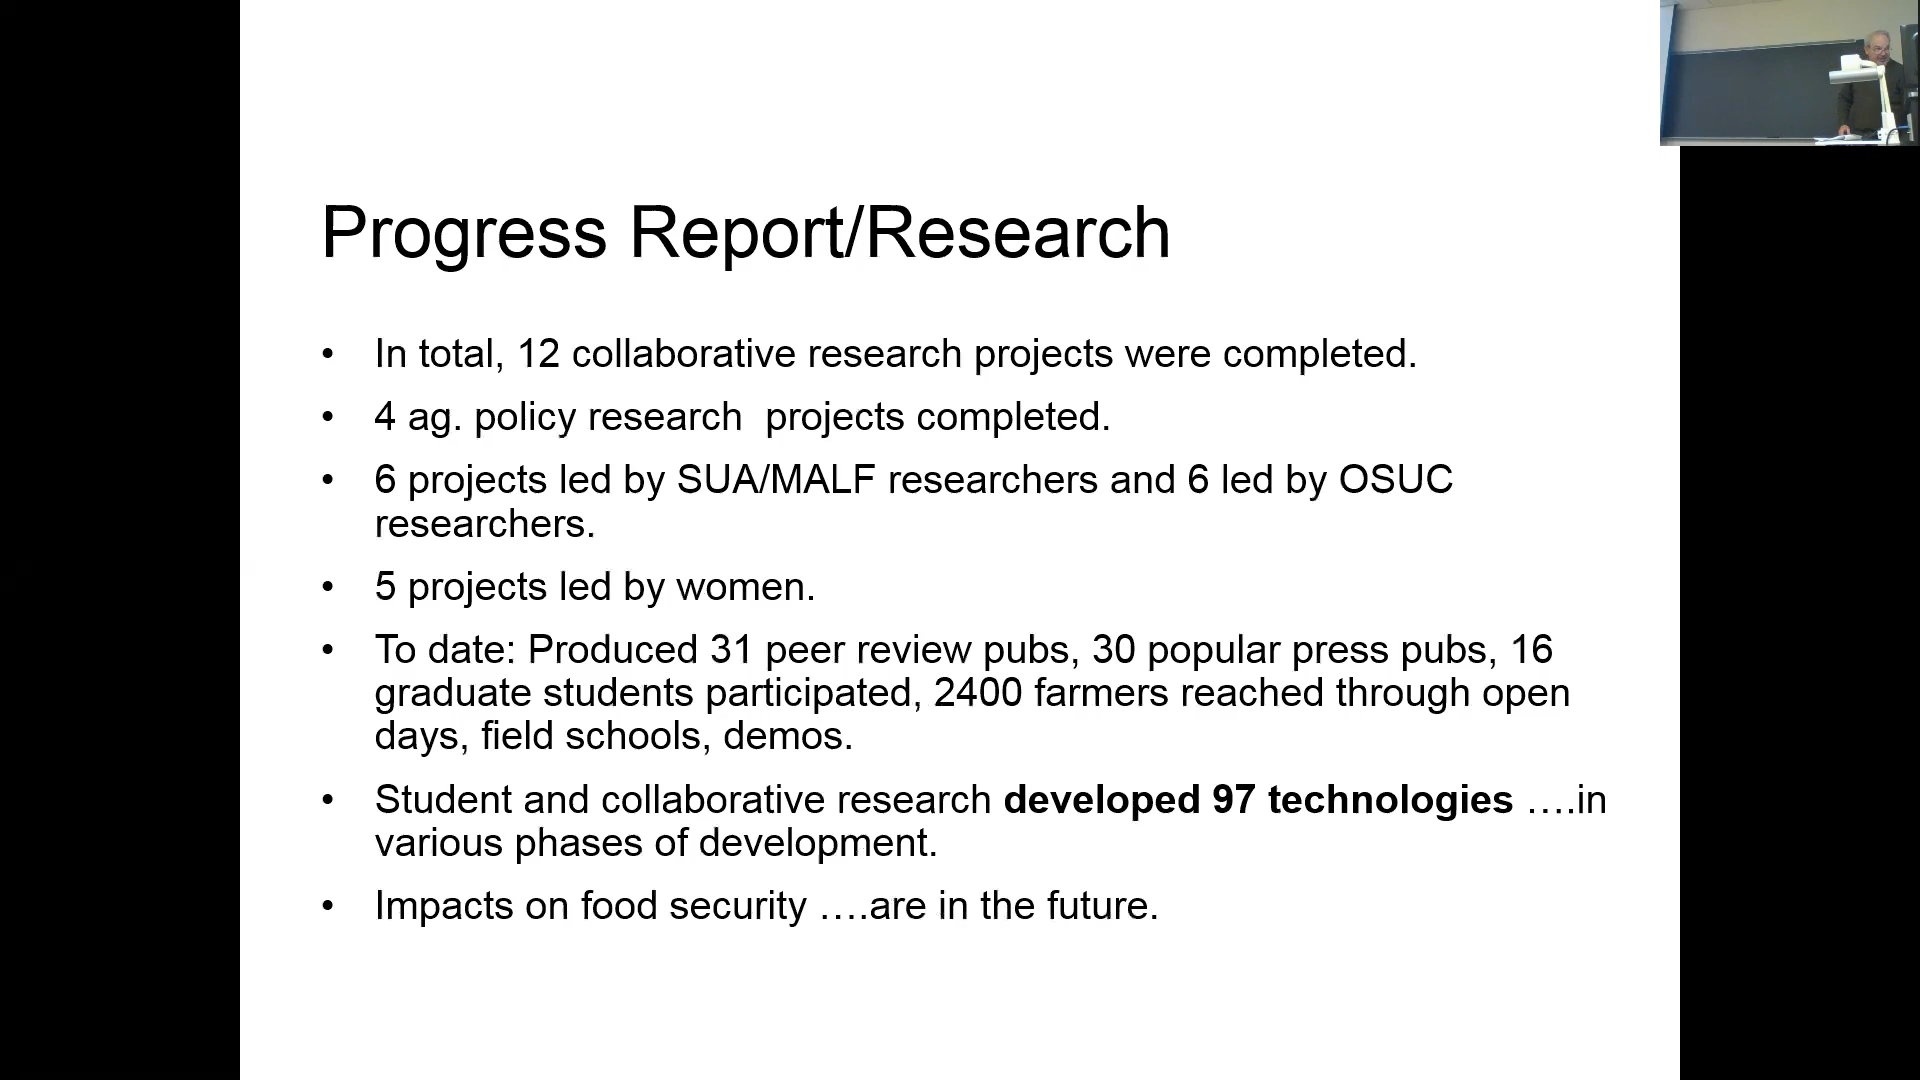 Progress Report/Research
• In total, 12 collaborative research projects were completed.
• 4 ag. policy research  projects completed.
• 6 projects led by SUA/MALF researchers and 6 led by OSUC
researchers.
• 5 projects led by women.
• To date: Produced 31 peer review pubs, 30 popular press pubs, 16
graduate students participated, 2400 farmers reached through open
days, field schools, demos.
• Student and collaborative research developed 97 technologies ….in
various phases of development.
• Impacts on food security ….are in the future.